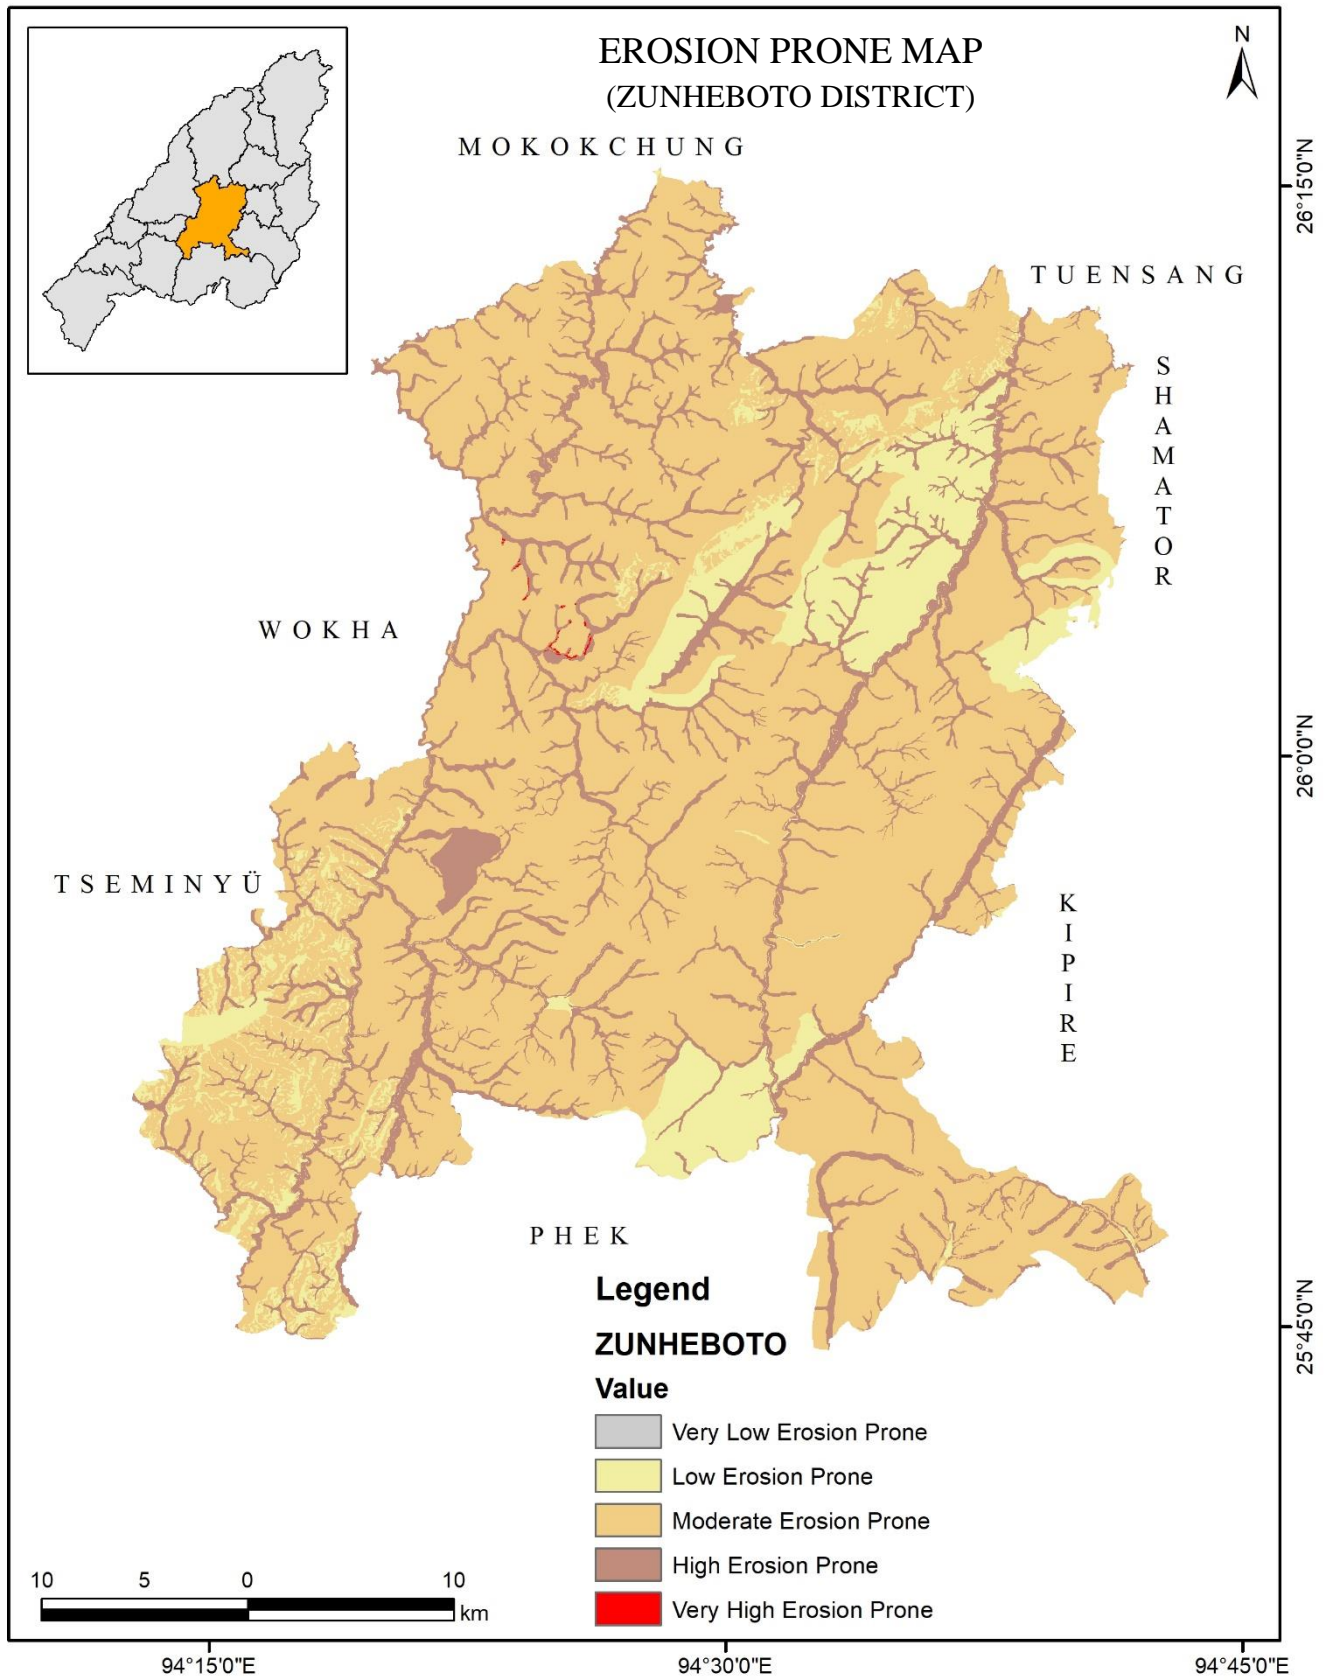 EROSION PRONE MAP
(ZUNHEBOTO DISTRICT)
N
MOKOKCHUNG
26°15'0"N
TUENSANG
SHAMATOR
WOKHA
26°0'0"N
TSEMINYÜ
KIPIRE
PHEK
Legend
ZUNHEBOTO
Value
Very Low Erosion Prone
Low Erosion Prone
Moderate Erosion Prone
High Erosion Prone
Very High Erosion Prone
25°45'0"N
10 5 0 10
km
94°15'0"E 94°30'0"E 94°45'0"E